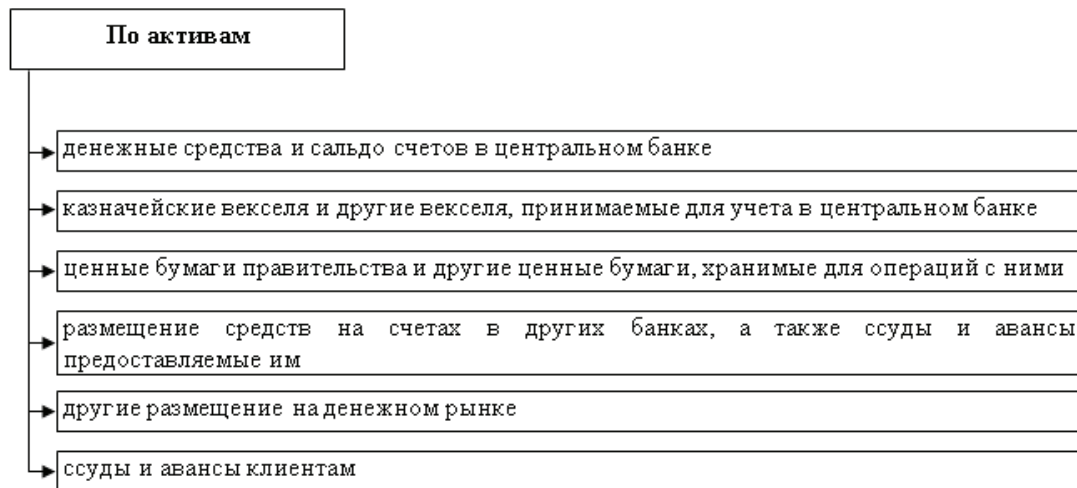 По активам
денежные средства и сальдо счетов в центральном банке
казначейские векселя и другие векселя, принимаемые для учета в центральном банке
ценные бумаги правительства и другие ценные бумаги, хранимые для операций с ними
размещение средств на счетах в других банках, а также ссуды и авансы
предоставляемые им
другие размещение на денежном рынке
ссуды и авансы клиентам